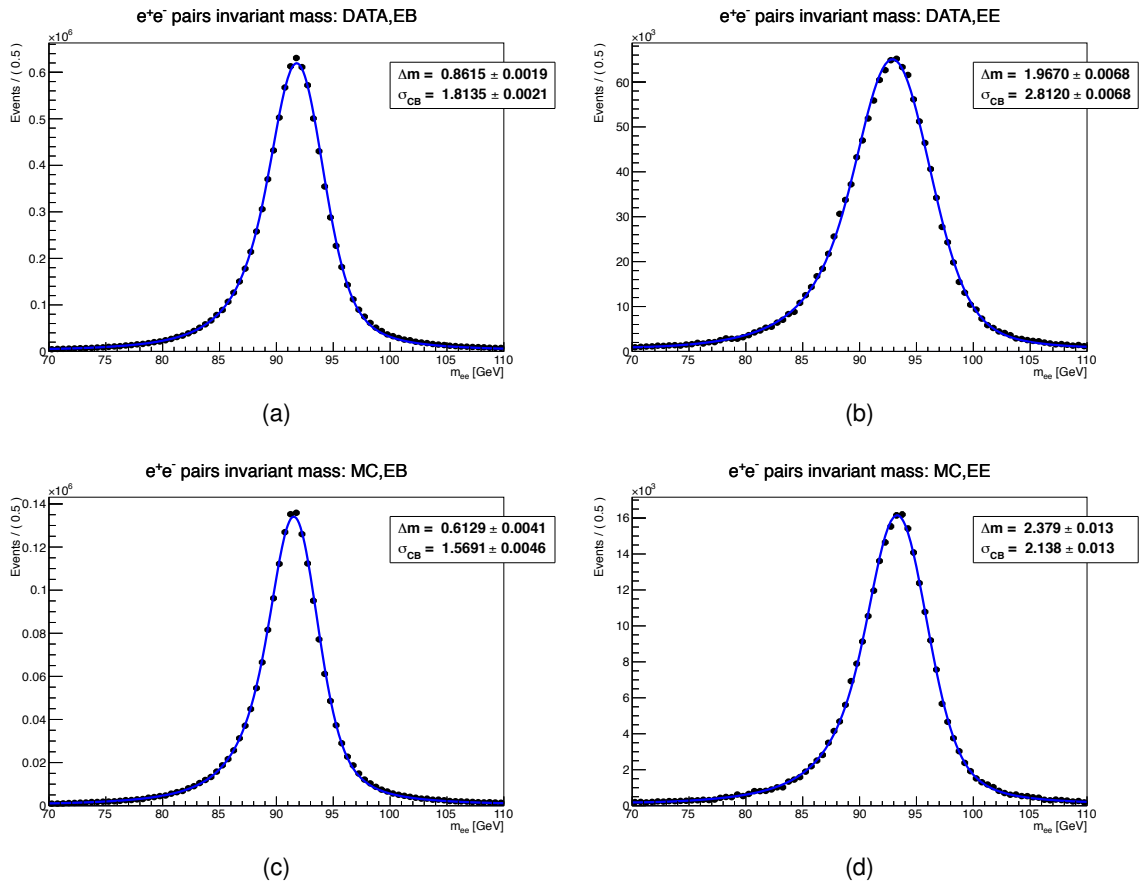 e⁺e⁻ pairs invariant mass: DATA,EB
×10⁶
Events / ( 0.5 )
0.6
0.5
0.4
0.3
0.2
0.1
0
Δm = 0.8615 ± 0.0019
σCB = 1.8135 ± 0.0021
70 75 80 85 90 95 100 105 110
mee [GeV]
(a)
e⁺e⁻ pairs invariant mass: DATA,EE
×10³
Events / ( 0.5 )
60
50
40
30
20
10
0
Δm = 1.9670 ± 0.0068
σCB = 2.8120 ± 0.0068
70 75 80 85 90 95 100 105 110
mee [GeV]
(b)
e⁺e⁻ pairs invariant mass: MC,EB
×10⁶
Events / ( 0.5 )
0.14
0.12
0.1
0.08
0.06
0.04
0.02
0
Δm = 0.6129 ± 0.0041
σCB = 1.5691 ± 0.0046
70 75 80 85 90 95 100 105 110
mee [GeV]
(c)
e⁺e⁻ pairs invariant mass: MC,EE
×10³
Events / ( 0.5 )
16
14
12
10
8
6
4
2
0
Δm = 2.379 ± 0.013
σCB = 2.138 ± 0.013
70 75 80 85 90 95 100 105 110
mee [GeV]
(d)